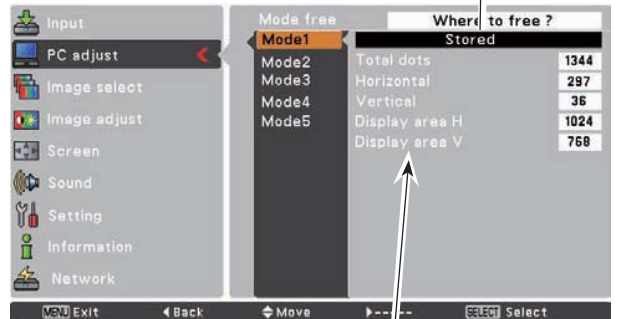 Input
PC adjust
Image select
Image adjust
Screen
Sound
Setting
Information
Network
Mode free
Where to free ?
Mode1
Stored
Mode2
Mode3
Mode4
Mode5
Total dots 1344
Horizontal 297
Vertical 36
Display area H 1024
Display area V 768
MENU Exit
Back
Move
-----
SELECT Select